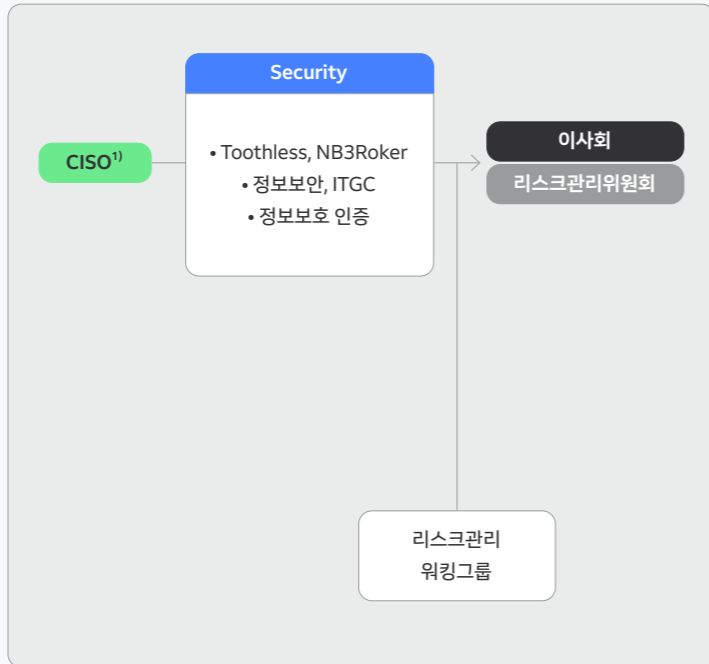 Security
CISO¹⁾
• Toothless, NB3Roker
• 정보보안, ITGC
• 정보보호 인증
이사회
리스크관리위원회
리스크관리
워킹그룹